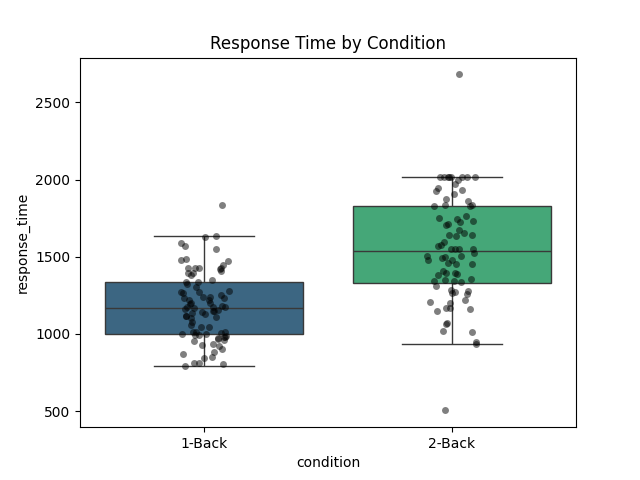 Response Time by Condition
response_time
2500
2000
1500
1000
500
1-Back
2-Back
condition